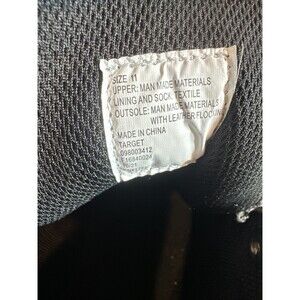 SIZE 11
UPPER: MAN MADE MATERIALS
LINING AND SOCK: TEXTILE
OUTSOLE: MAN MADE MATERIALS
WITH LEATHER FLOCKING
MADE IN CHINA
TARGET
098003412